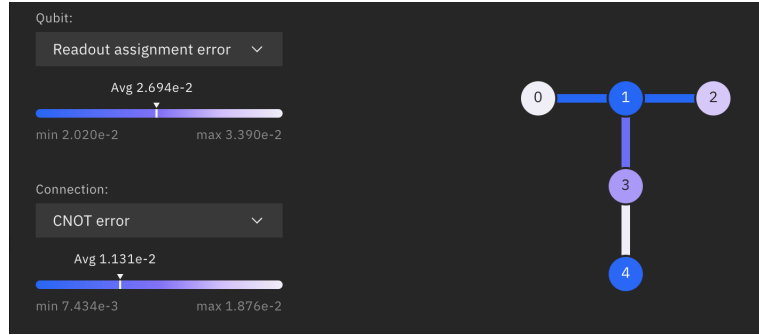 Qubit:
Readout assignment error
Avg 2.694e-2
min 2.020e-2 max 3.390e-2
Connection:
CNOT error
Avg 1.131e-2
min 7.434e-3 max 1.876e-2
0 1 2
3
4